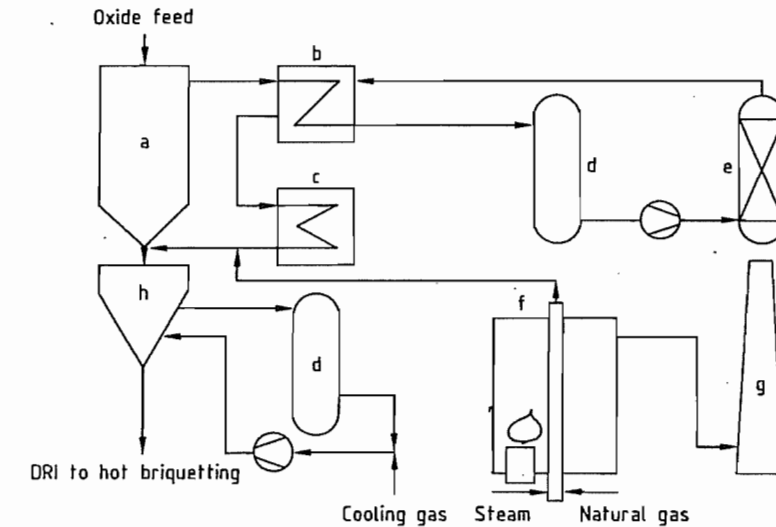 Oxide feed
b
a
d
e
c
h
f
d
g
DRI to hot briquetting
Cooling gas
Steam
Natural gas